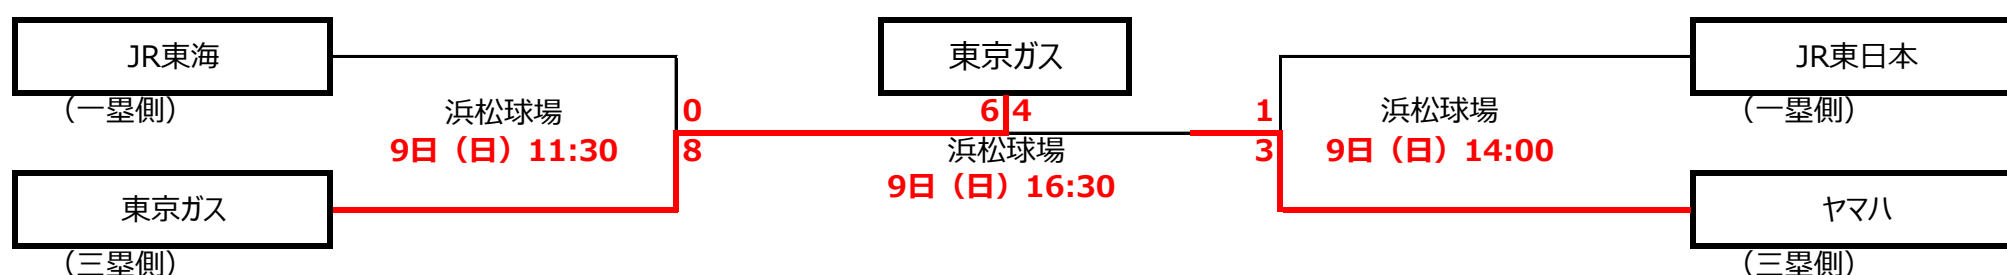 JR東海
(一塁側)
浜松球場
9日(日)11:30
0
8
東京ガス
(三塁側)
東京ガス
6 4
浜松球場
9日(日)16:30
1
3
浜松球場
9日(日)14:00
JR東日本
(一塁側)
ヤマハ
(三塁側)